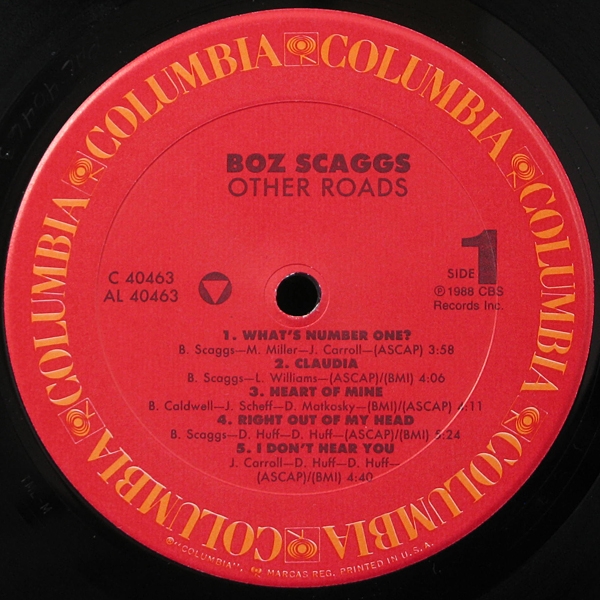 COLUMBIA COLUMBIA COLUMBIA COLUMBIA COLUMBIA COLUMBIA COLUMBIA COLUMBIA
BOZ SCAGGS
OTHER ROADS
C 40463
AL 40463
SIDE 1
Ⓟ 1988 CBS
Records Inc.
1. WHAT'S NUMBER ONE?
B. Scaggs—M. Miller—J. Carroll—(ASCAP) 3:58
2. CLAUDIA
B. Scaggs—L. Williams—(ASCAP)/(BMI) 4:06
3. HEART OF MINE
B. Caldwell—J. Scheff—D. Matkosky—(BMI)/(ASCAP) 4:11
4. RIGHT OUT OF MY HEAD
B. Scaggs—D. Huff—D. Huff—(ASCAP)/(BMI) 5:24
5. I DON'T HEAR YOU
J. Carroll—D. Huff—D. Huff—
(ASCAP)/(BMI) 4:40
®"COLUMBIA", MARCAS REG. PRINTED IN U.S.A.